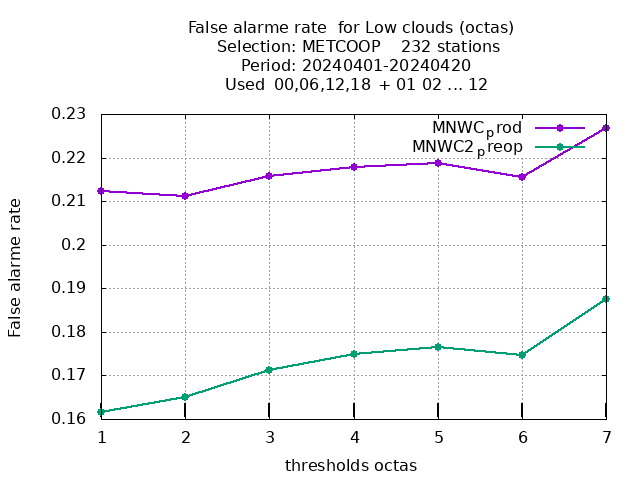 False alarme rate  for Low clouds (octas)
Selection: METCOOP    232 stations
Period: 20240401-20240420
Used  00,06,12,18  + 01 02 ... 12
0.23
0.22
0.21
0.2
0.19
0.18
0.17
0.16
False alarme rate
MNWCprod
MNWC2preop
1 2 3 4 5 6 7
thresholds octas